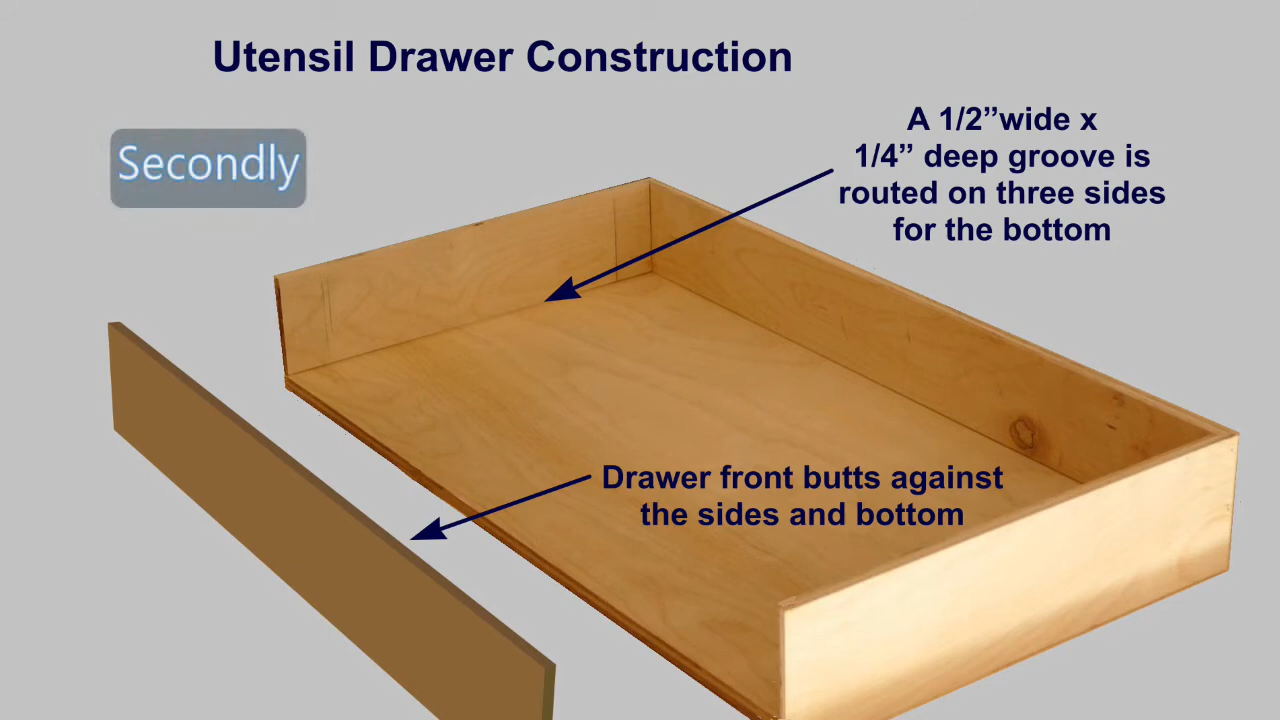 Utensil Drawer Construction
Secondly
A 1/2”wide x
1/4” deep groove is
routed on three sides
for the bottom
Drawer front butts against
the sides and bottom